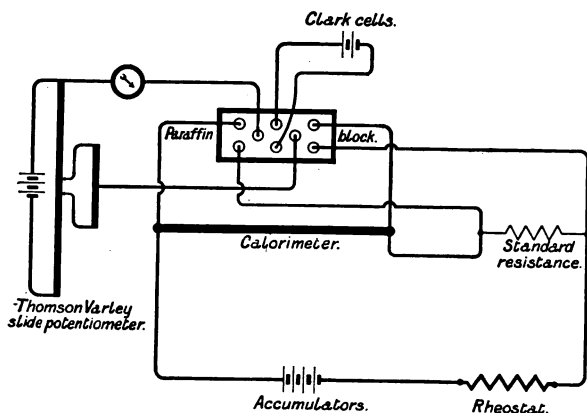 Clark cells.
Paraffin
block.
Calorimeter.
Standard
resistance.
Thomson Varley
slide potentiometer.
Accumulators.
Rheostat.